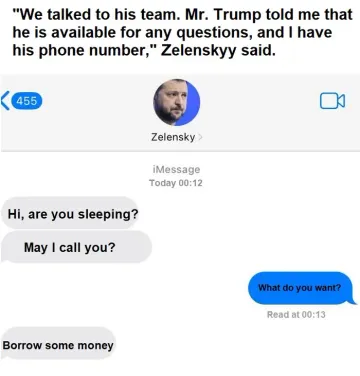 "We talked to his team. Mr. Trump told me that
he is available for any questions, and I have
his phone number," Zelenskyy said.
455
Zelensky
iMessage
Today 00:12
Hi, are you sleeping?
May I call you?
What do you want?
Read at 00:13
Borrow some money